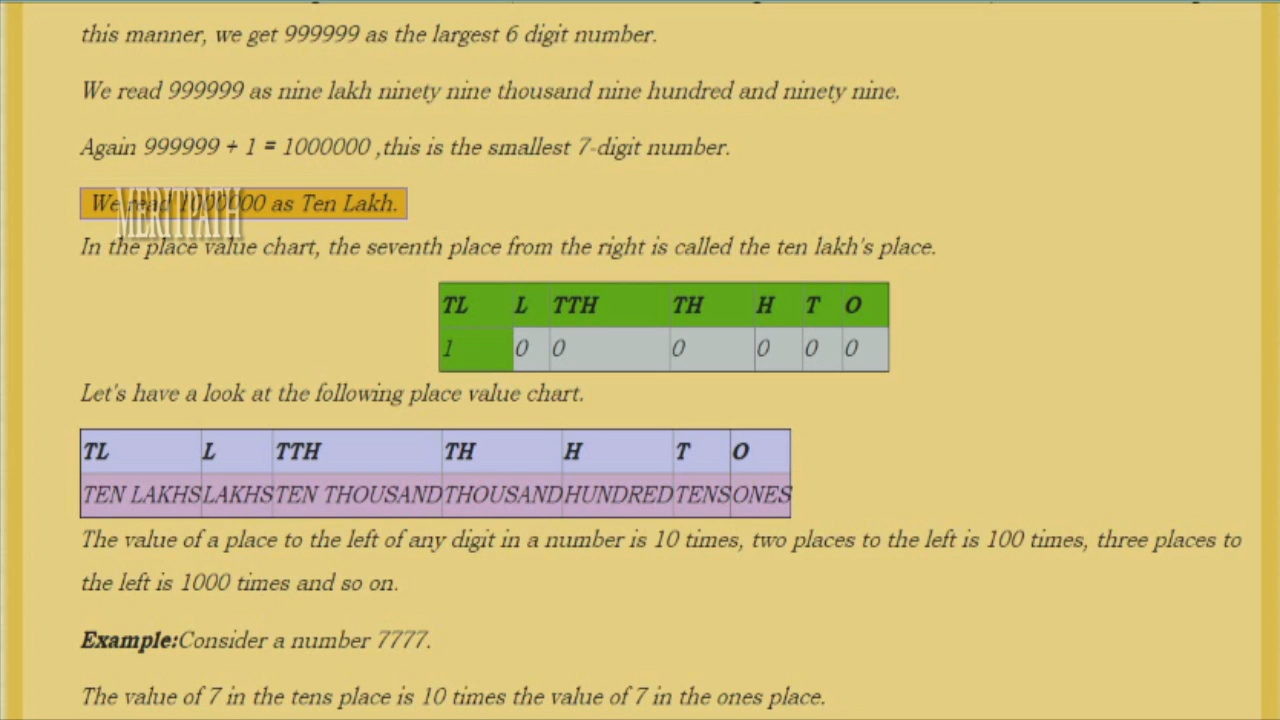 this manner, we get 999999 as the largest 6 digit number.
We read 999999 as nine lakh ninety nine thousand nine hundred and ninety nine.
Again 999999 + 1 = 1000000 ,this is the smallest 7-digit number.
We read 1000000 as Ten Lakh.
MERITPATH
In the place value chart, the seventh place from the right is called the ten lakh's place.
TL L TTH TH H T O
1 0 0 0 0 0 0
Let's have a look at the following place value chart.
TL L TTH TH H T O
TEN LAKHS LAKHS TEN THOUSAND THOUSAND HUNDRED TENS ONES
The value of a place to the left of any digit in a number is 10 times, two places to the left is 100 times, three places to
the left is 1000 times and so on.
Example:Consider a number 7777.
The value of 7 in the tens place is 10 times the value of 7 in the ones place.